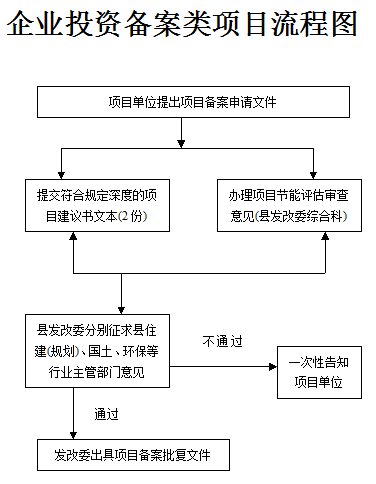 企业投资备案类项目流程图
项目单位提出项目备案申请文件
提交符合规定深度的项
目建议书文本(2份)
办理项目节能评估审查
意见(县发改委综合科)
县发改委分别征求县住
建(规划)、国土、环保等
行业主管部门意见
不通过
一次性告知
项目单位
通过
发改委出具项目备案批复文件